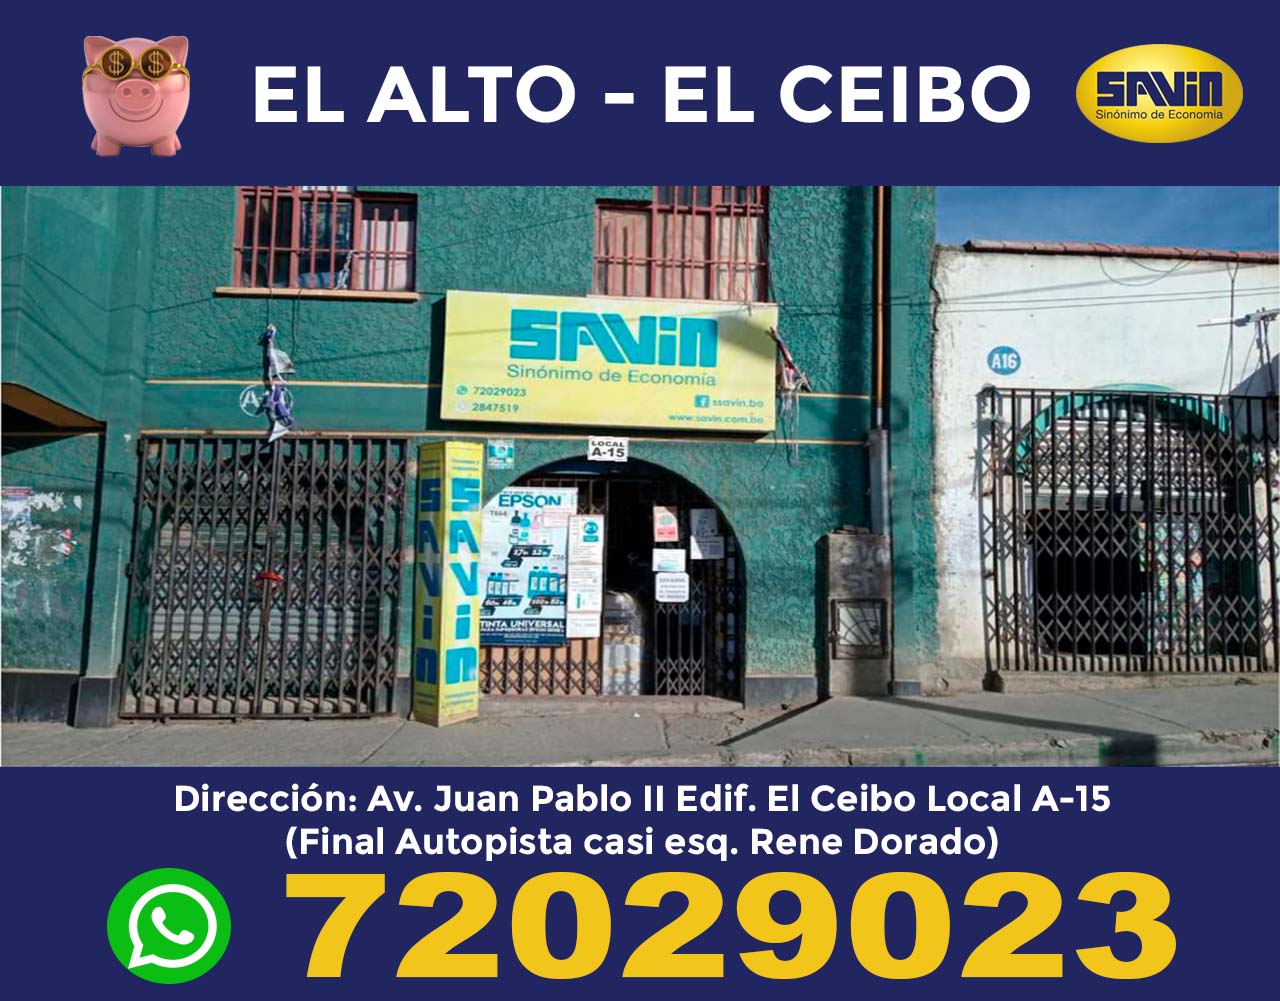 EL ALTO - EL CEIBO
SAVIN
Sinónimo de Economía
SAVIN
Sinónimo de Economía
72029023
2847519
ssavin.bo
www.savin.com.bo
LOCAL
A-15
A16
SAVIN
SAVIN
EPSON
T664
TINTA UNIVERSAL
Dirección: Av. Juan Pablo II Edif. El Ceibo Local A-15
(Final Autopista casi esq. Rene Dorado)
72029023